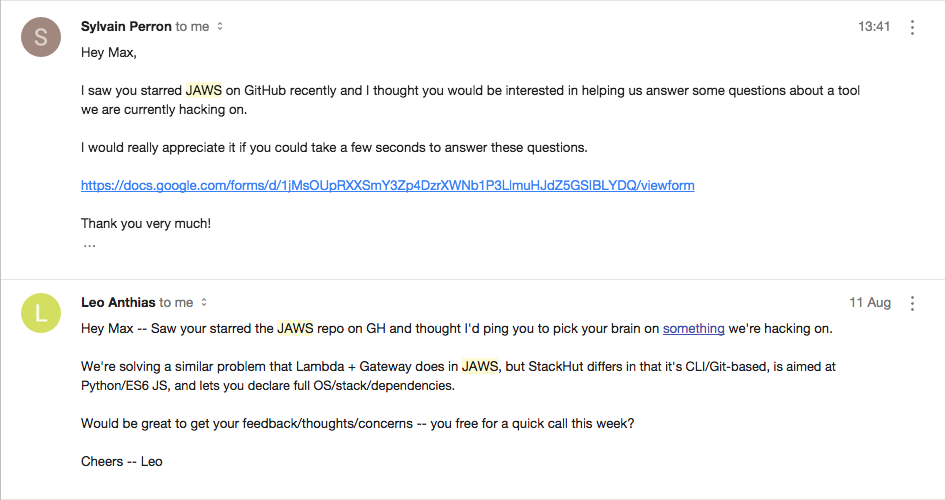 S
Sylvain Perron to me
13:41
Hey Max,
I saw you starred JAWS on GitHub recently and I thought you would be interested in helping us answer some questions about a tool
we are currently hacking on.
I would really appreciate it if you could take a few seconds to answer these questions.
https://docs.google.com/forms/d/1jMsOUpRXXSmY3Zp4DzrXWNb1P3LlmuHJdZ5GSlBLYDQ/viewform
Thank you very much!
...
L
Leo Anthias to me
11 Aug
Hey Max -- Saw your starred the JAWS repo on GH and thought I'd ping you to pick your brain on something we're hacking on.
We're solving a similar problem that Lambda + Gateway does in JAWS, but StackHut differs in that it's CLI/Git-based, is aimed at
Python/ES6 JS, and lets you declare full OS/stack/dependencies.
Would be great to get your feedback/thoughts/concerns -- you free for a quick call this week?
Cheers -- Leo